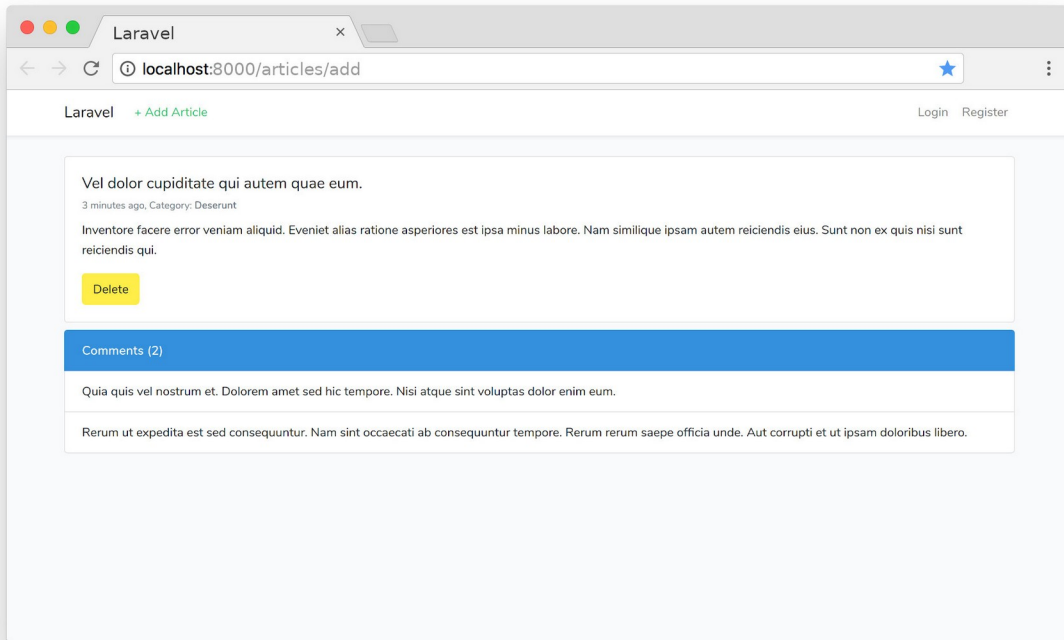 Laravel
localhost:8000/articles/add
Laravel + Add Article Login Register
Vel dolor cupiditate qui autem quae eum.
3 minutes ago, Category: Deserunt
Inventore facere error veniam aliquid. Eveniet alias ratione asperiores est ipsa minus labore. Nam similique ipsam autem reiciendis eius. Sunt non ex quis nisi sunt
reiciendis qui.
Delete
Comments (2)
Quia quis vel nostrum et. Dolorem amet sed hic tempore. Nisi atque sint voluptas dolor enim eum.
Rerum ut expedita est sed consequuntur. Nam sint occaecati ab consequuntur tempore. Rerum rerum saepe officia unde. Aut corrupti et ut ipsam doloribus libero.